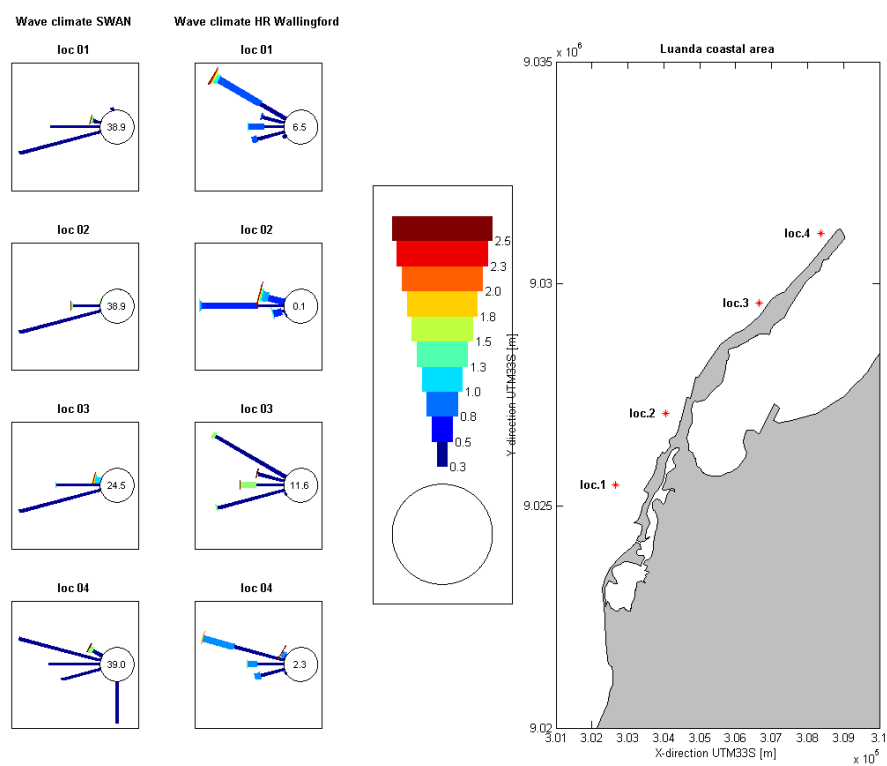 Wave climate SWAN
Wave climate HR Wallingford
loc 01
38.9
loc 01
6.5
loc 02
38.9
loc 02
0.1
loc 03
24.5
loc 03
11.6
loc 04
39.0
loc 04
2.3
2.5
2.3
2.0
1.8
1.5
1.3
1.0
0.8
0.5
0.3
Luanda coastal area
x 10⁶
9.035
9.03
9.025
9.02
Y-direction UTM33S [m]
loc.4
loc.3
loc.2
loc.1
3.01 3.02 3.03 3.04 3.05 3.06 3.07 3.08 3.09 3.1
X-direction UTM33S [m]
x 10⁵